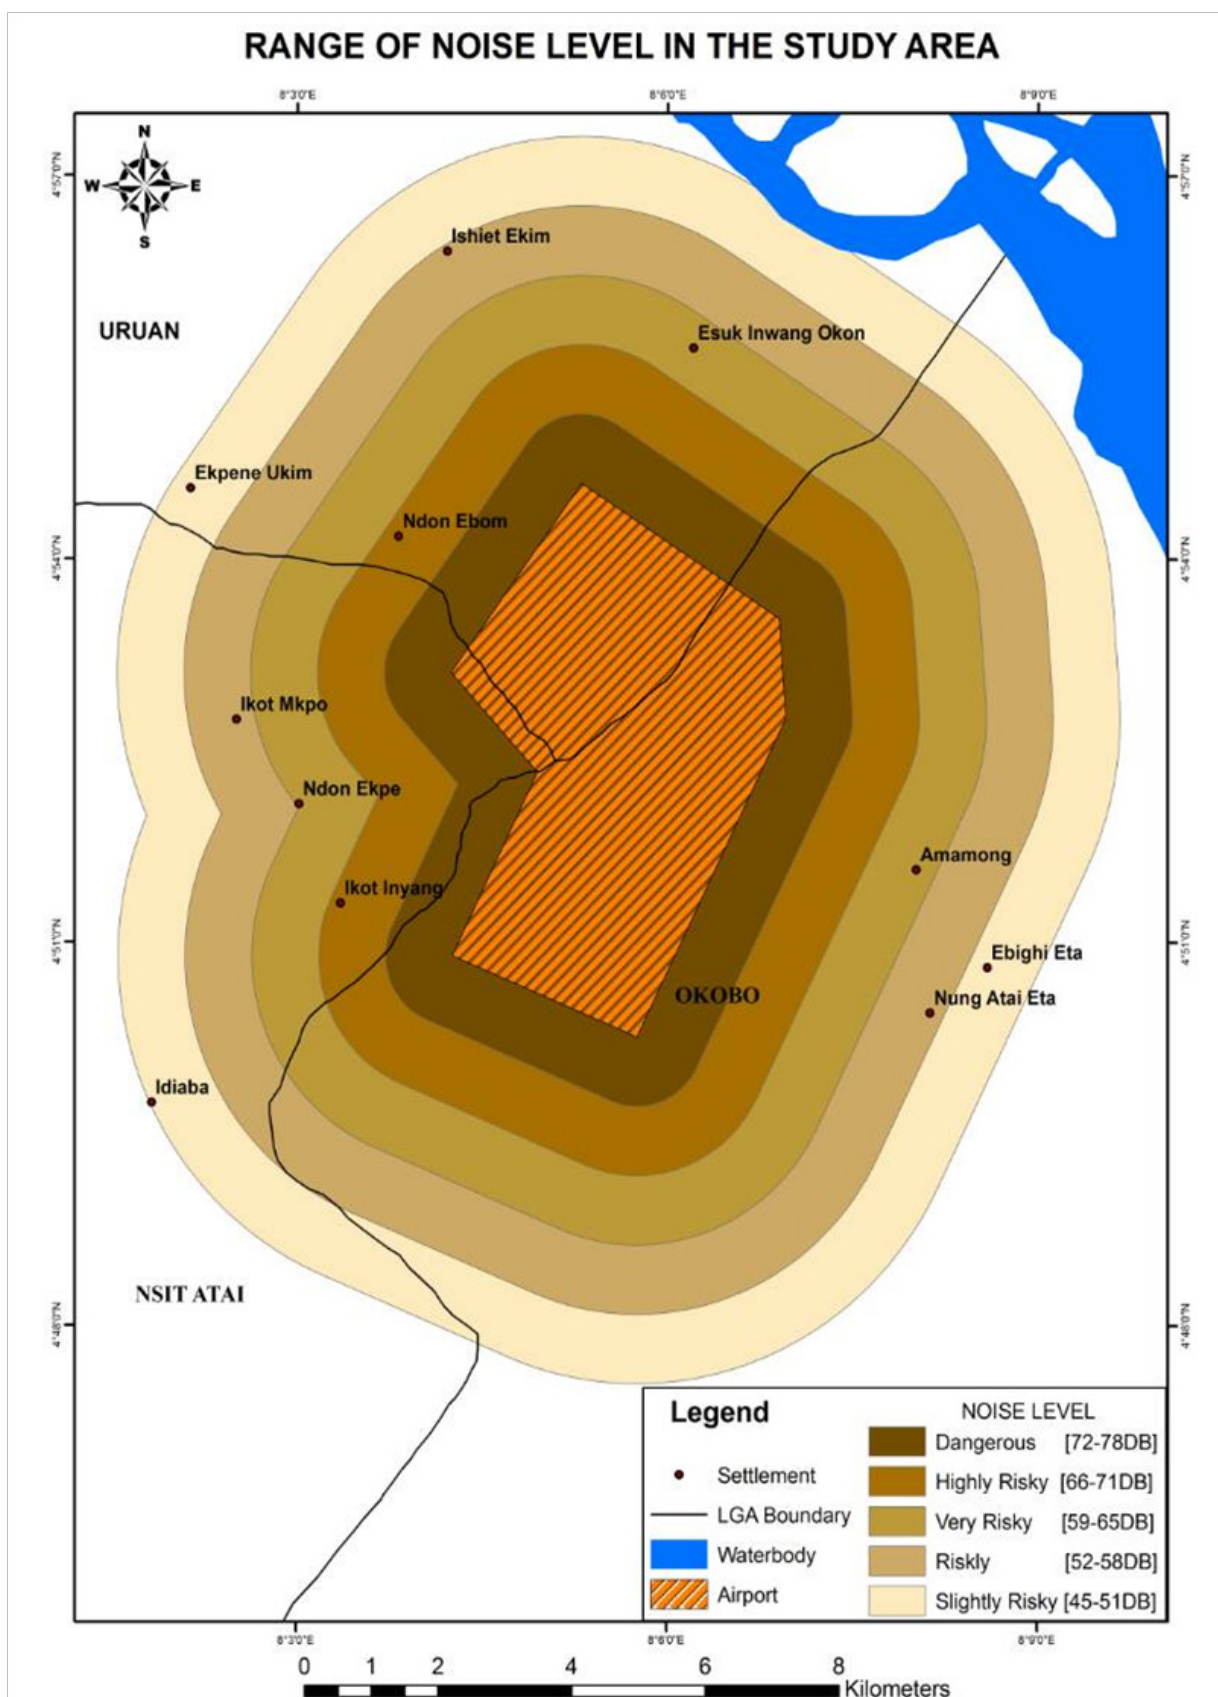 RANGE OF NOISE LEVEL IN THE STUDY AREA
8°3'0"E
8°6'0"E
8°9'0"E
4°57'0"N
4°57'0"N
N
W
E
S
Ishiet Ekim
URUAN
Esuk Inwang Okon
Ekpene Ukim
Ndon Ebom
4°54'0"N
4°54'0"N
Ikot Mkpo
Ndon Ekpe
Amamong
Ikot Inyang
4°51'0"N
4°51'0"N
Ebighi Eta
OKOBO
Nung Atai Eta
Idiaba
NSIT ATAI
4°48'0"N
4°48'0"N
Legend
Settlement
LGA Boundary
Waterbody
Airport
NOISE LEVEL
Dangerous [72-78DB]
Highly Risky [66-71DB]
Very Risky [59-65DB]
Riskly [52-58DB]
Slightly Risky [45-51DB]
8°3'0"E
8°6'0"E
8°9'0"E
0 1 2 4 6 8
Kilometers